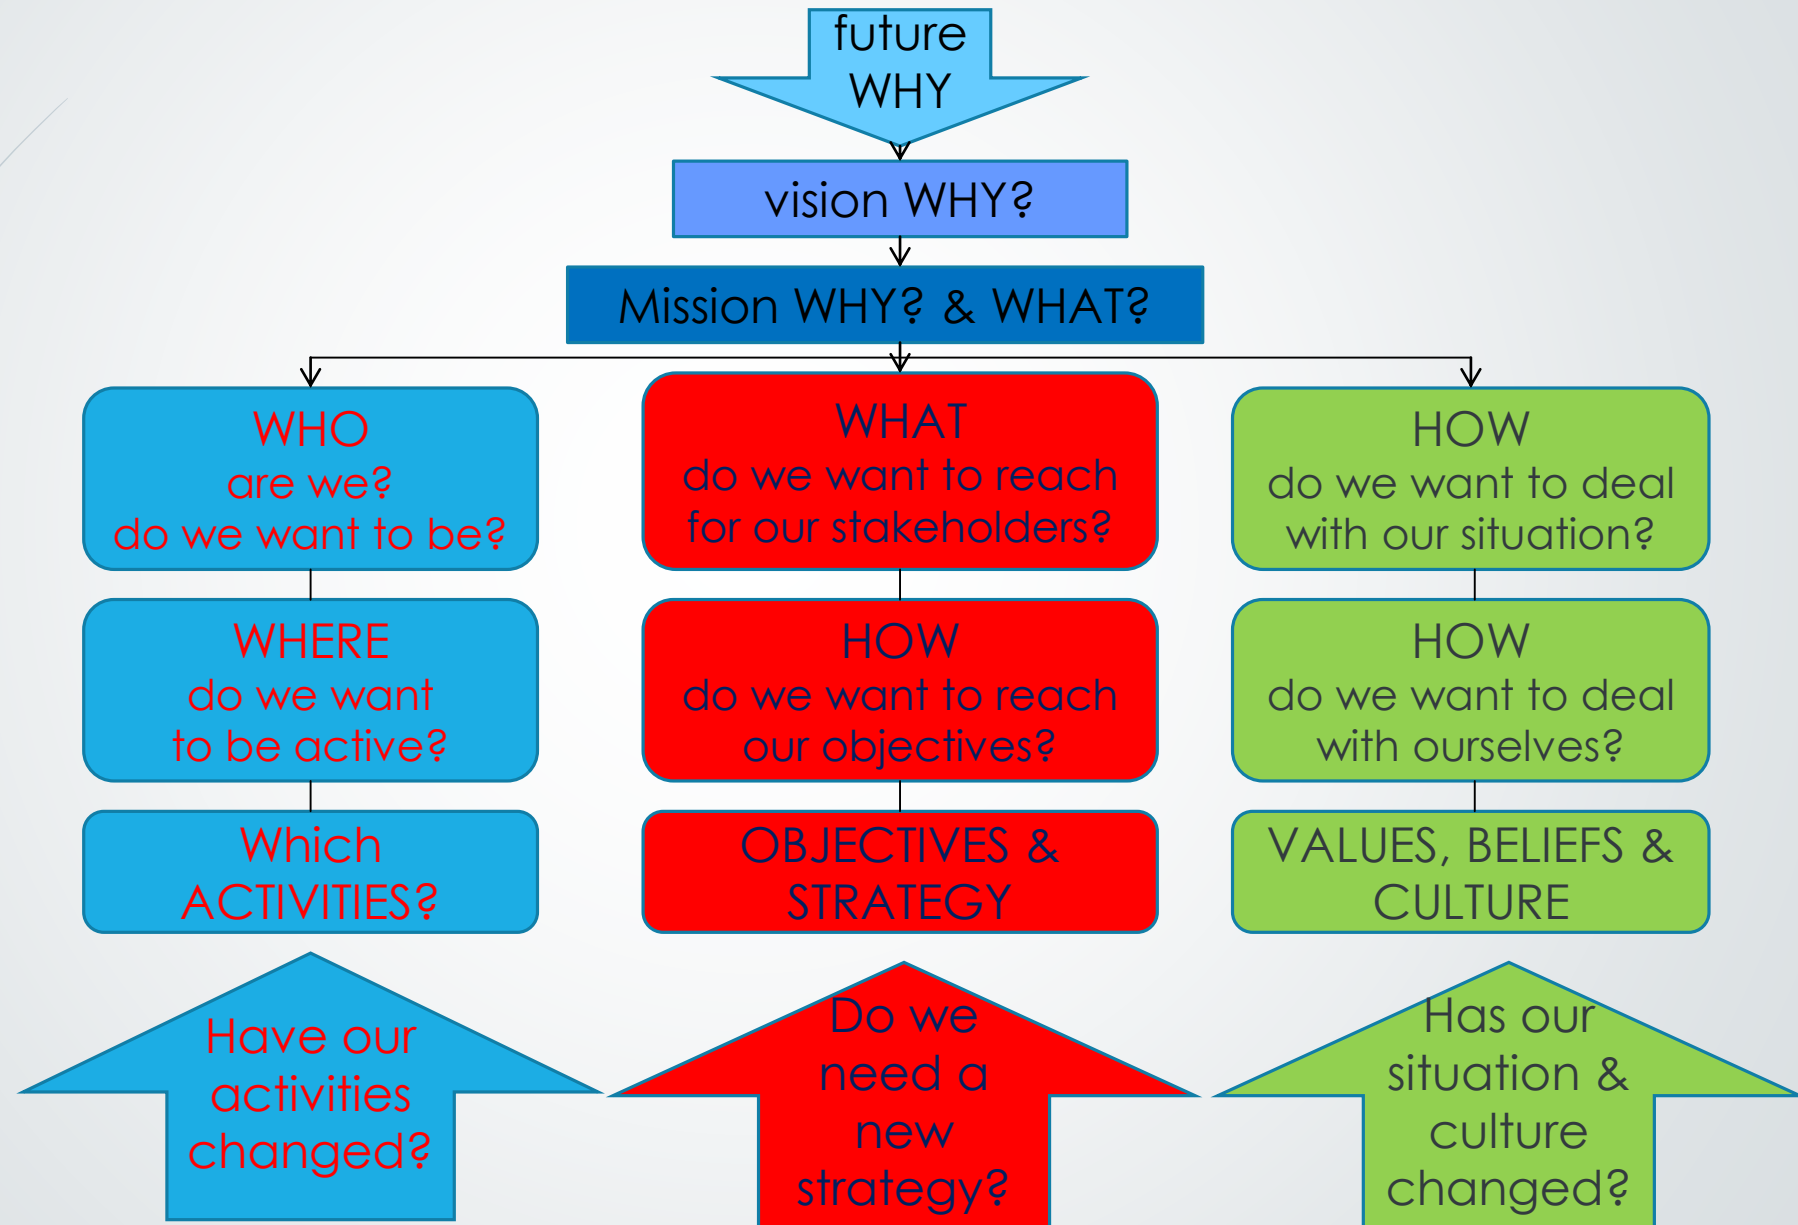 future
WHY
vision WHY?
Mission WHY? & WHAT?
WHO
are we?
do we want to be?
WHAT
do we want to reach
for our stakeholders?
HOW
do we want to deal
with our situation?
WHERE
do we want
to be active?
HOW
do we want to reach
our objectives?
HOW
do we want to deal
with ourselves?
Which
ACTIVITIES?
OBJECTIVES &
STRATEGY
VALUES, BELIEFS &
CULTURE
Have our
activities
changed?
Do we
need a
new
strategy?
Has our
situation &
culture
changed?